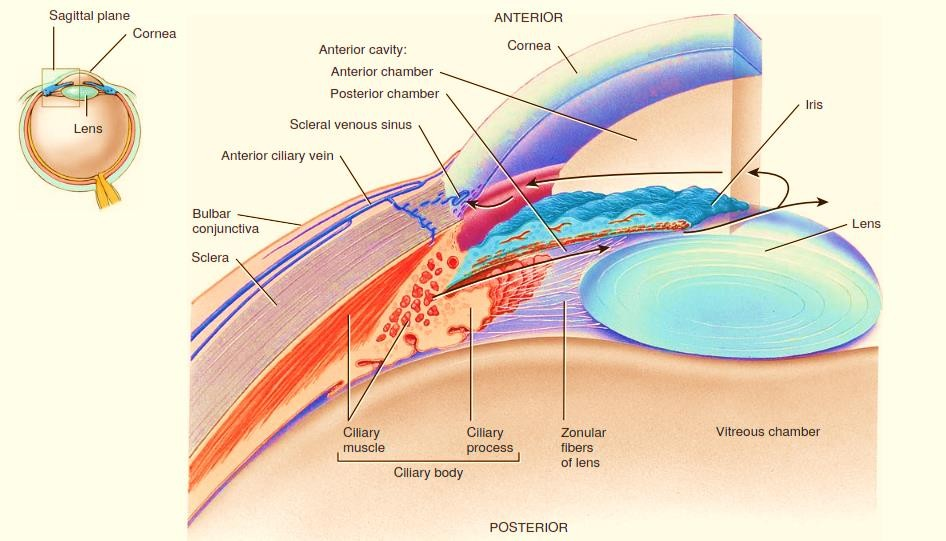 Sagittal plane
Cornea
Lens
ANTERIOR
Cornea
Anterior cavity:
Anterior chamber
Posterior chamber
Scleral venous sinus
Anterior ciliary vein
Bulbar
conjunctiva
Sclera
Iris
Lens
Ciliary
muscle
Ciliary
process
Ciliary body
Zonular
fibers
of lens
Vitreous chamber
POSTERIOR